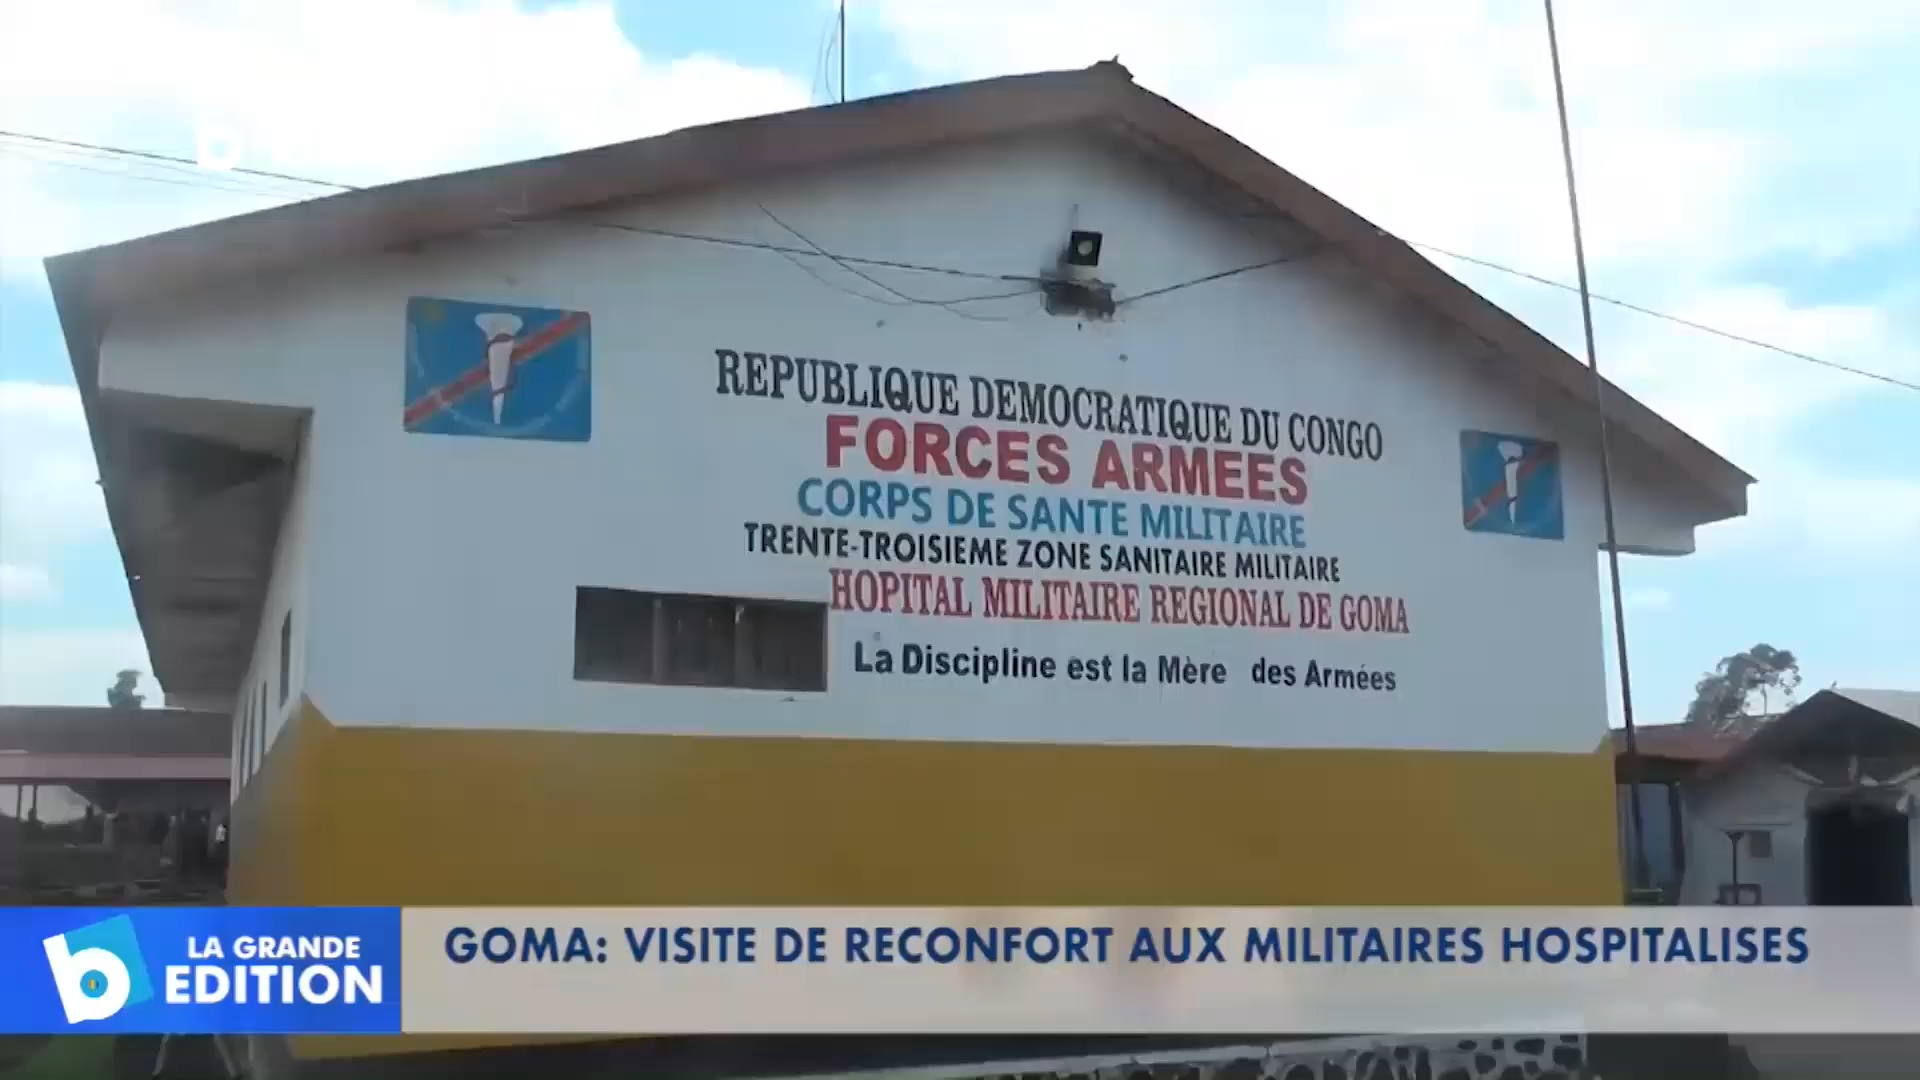 REPUBLIQUE DEMOCRATIQUE DU CONGO
FORCES ARMEES
CORPS DE SANTE MILITAIRE
TRENTE-TROISIEME ZONE SANITAIRE MILITAIRE
HOPITAL MILITAIRE REGIONAL DE GOMA
La Discipline est la Mère des Armées
b
LA GRANDE
EDITION
GOMA: VISITE DE RECONFORT AUX MILITAIRES HOSPITALISES